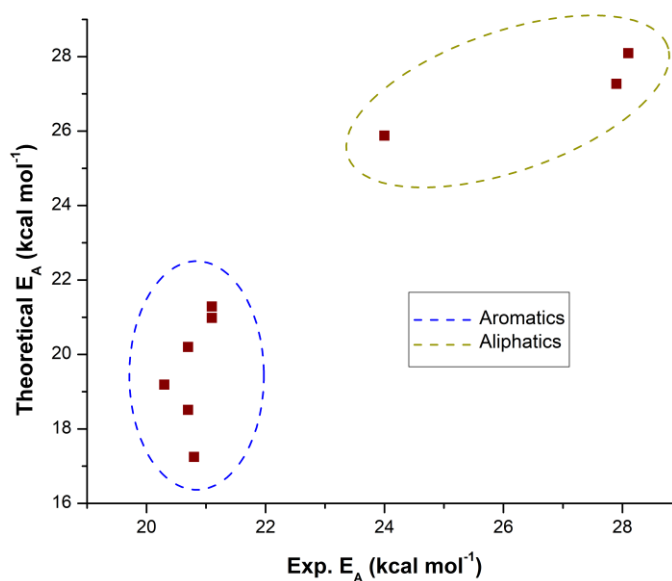 Theoretical E_A (kcal mol⁻¹)
28
26
24
22
20
18
16
Aromatics
Aliphatics
20 22 24 26 28
Exp. E_A (kcal mol⁻¹)